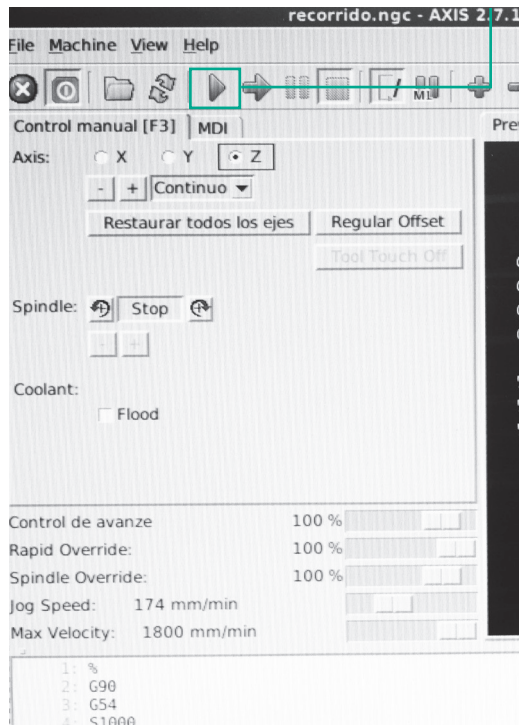 recorrido.ngc - AXIS 2.7.1
File Machine View Help
Control manual [F3] MDI
Axis: X Y Z
- + Continuo
Restaurar todos los ejes Regular Offset
Tool Touch Off
Spindle: Stop
- +
Coolant:
Flood
Control de avanze 100 %
Rapid Override: 100 %
Spindle Override: 100 %
Jog Speed: 174 mm/min
Max Velocity: 1800 mm/min
1: %
2: G90
3: G54
4: S1000